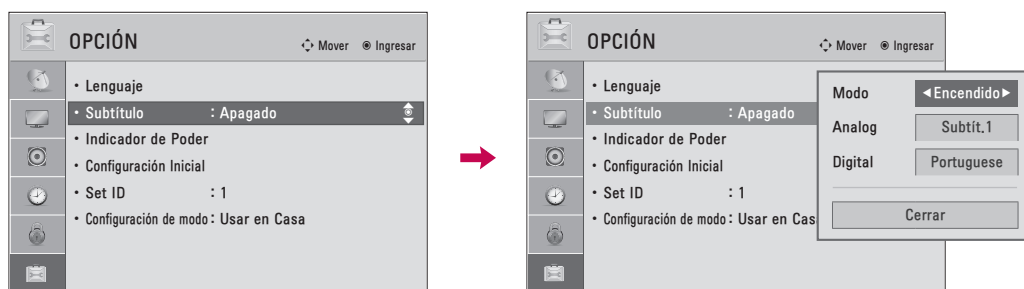 OPCIÓN
Mover Ingresar
• Lenguaje
• Subtítulo : Apagado
• Indicador de Poder
• Configuración Inicial
• Set ID : 1
• Configuración de modo : Usar en Casa
OPCIÓN
Mover Ingresar
• Lenguaje
• Subtítulo : Apagado
• Indicador de Poder
• Configuración Inicial
• Set ID : 1
• Configuración de modo : Usar en Cas
Modo ◄Encendido►
Analog Subtít.1
Digital Portuguese
Cerrar